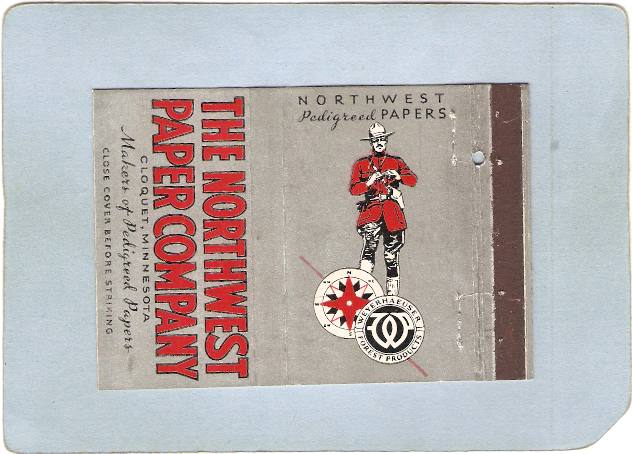 NORTHWEST
Pedigreed PAPERS
N
WEYERHAEUSER
FOREST PRODUCTS
THE NORTHWEST
PAPER COMPANY
CLOQUET, MINNESOTA
Makers of Pedigreed Papers
CLOSE COVER BEFORE STRIKING